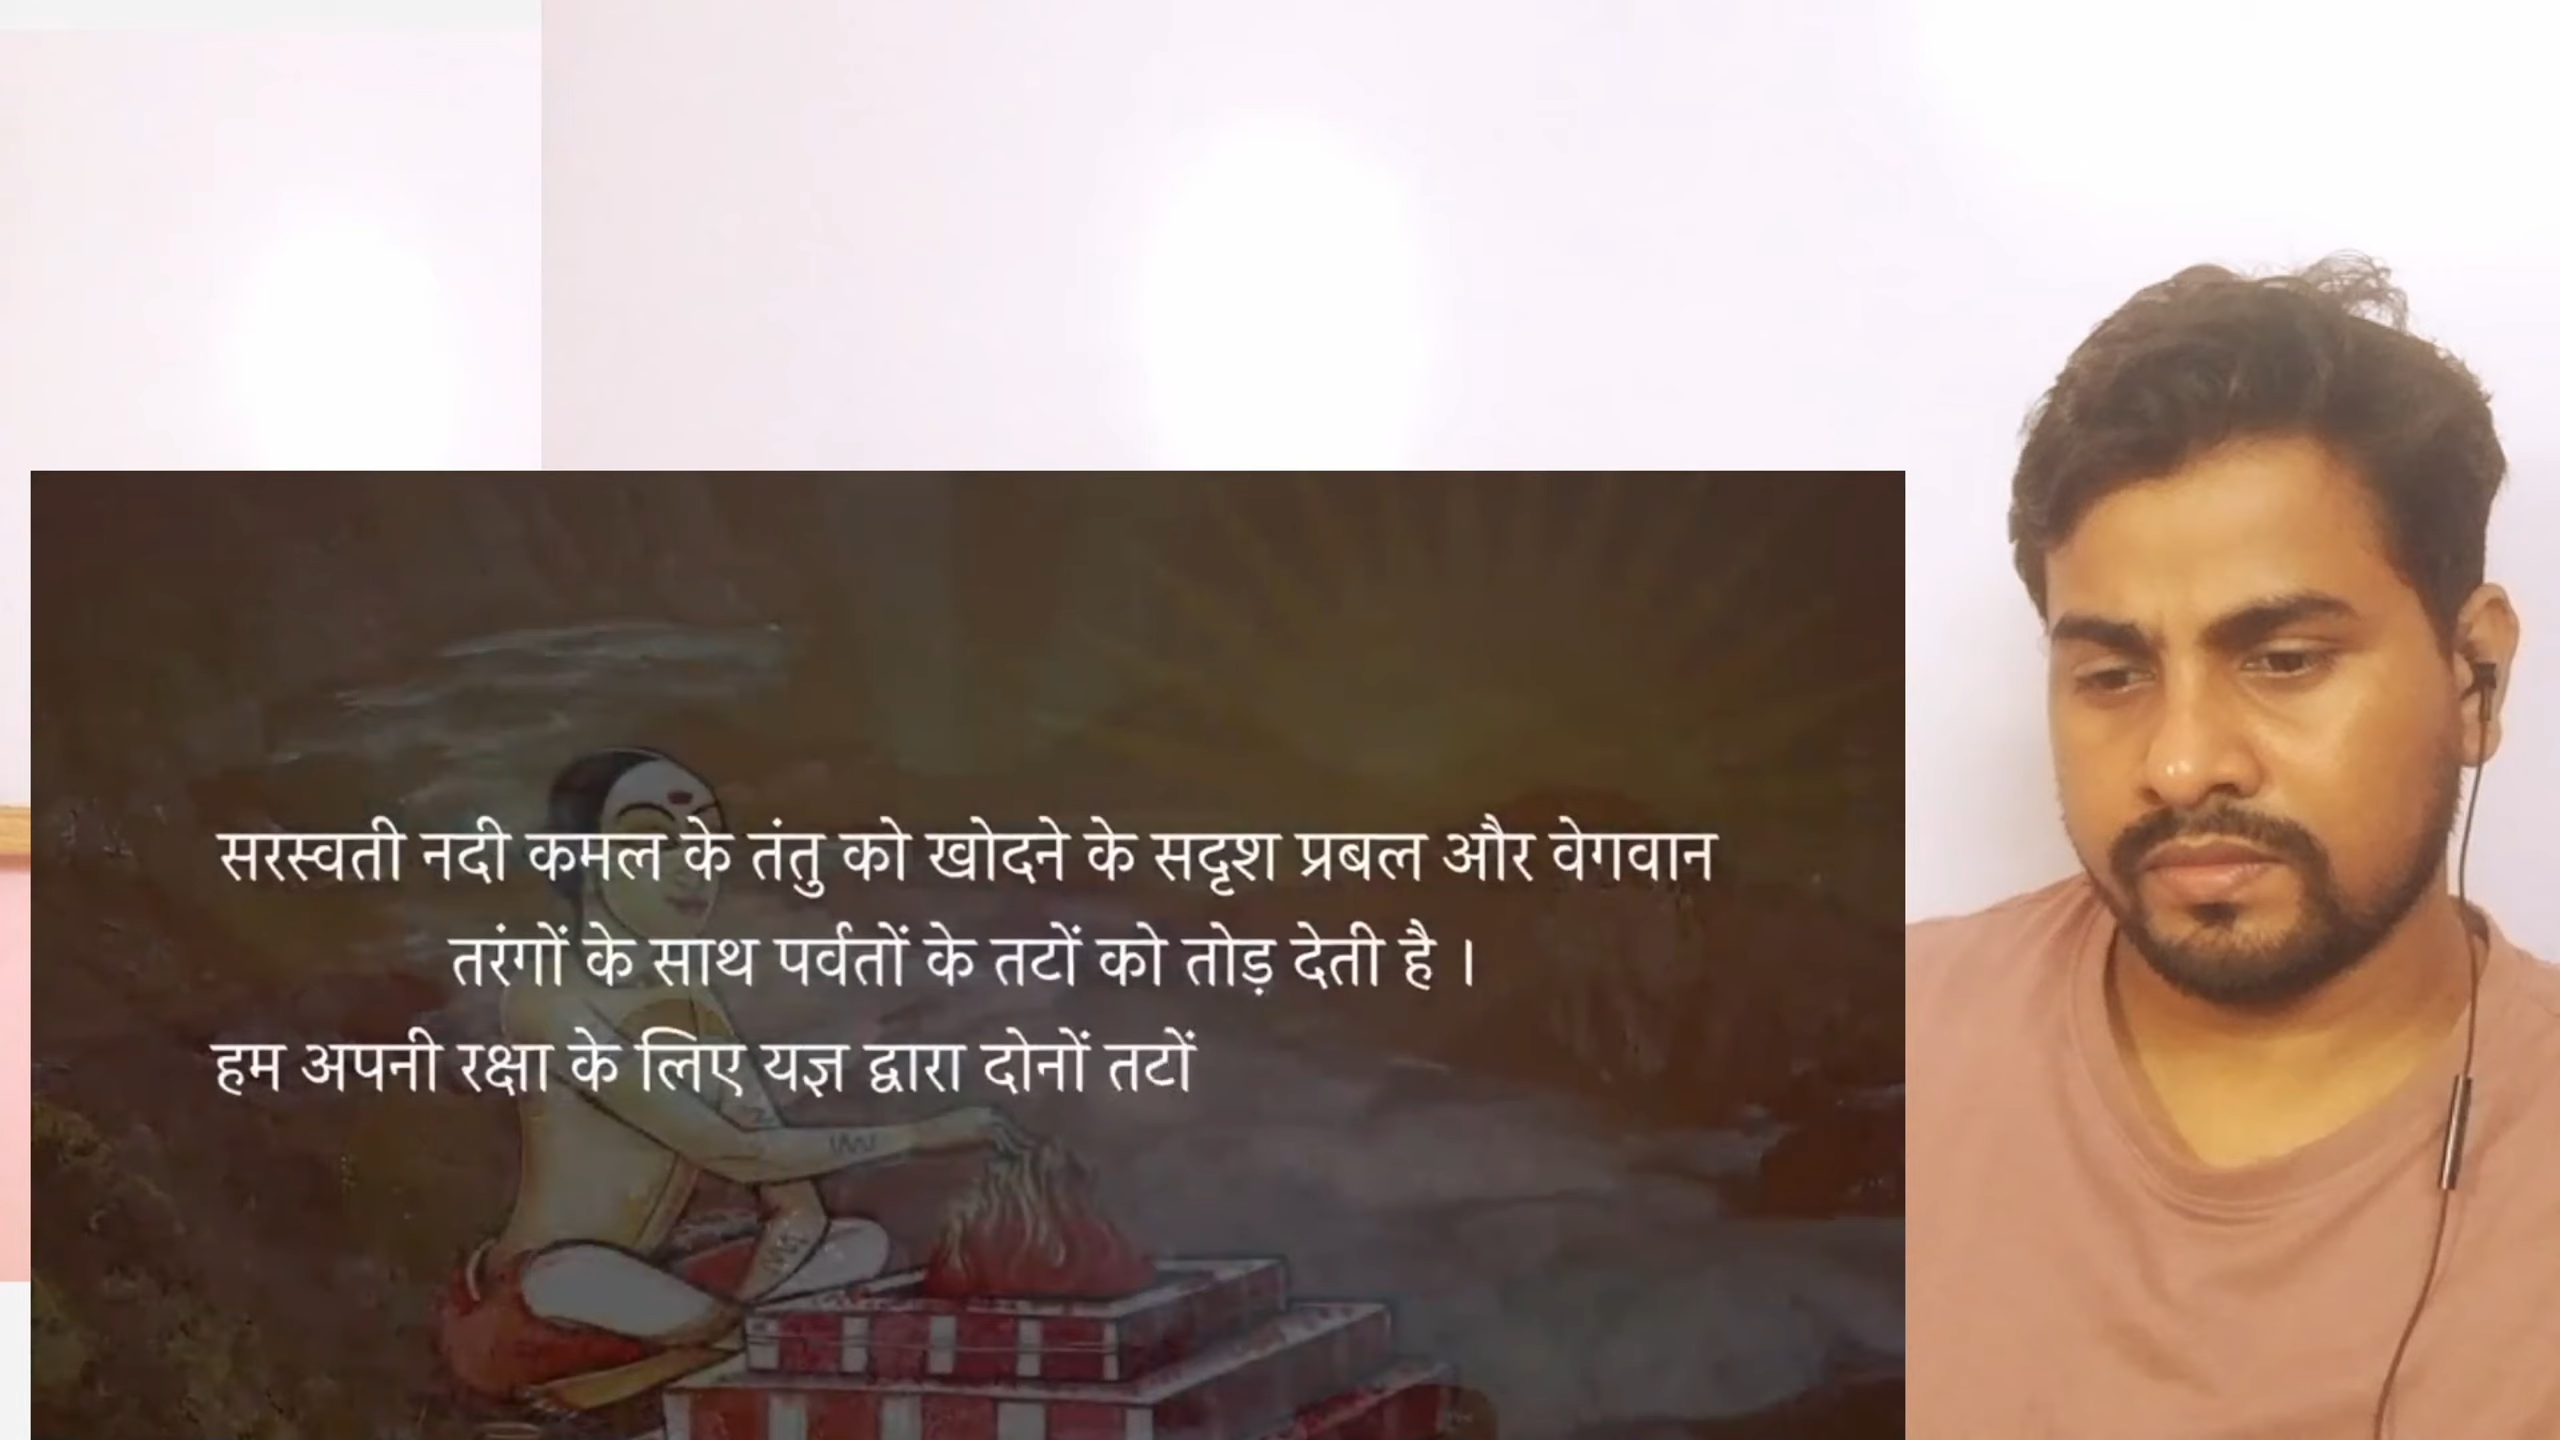 सरस्वती नदी कमल के तंतु को खोदने के सदृश प्रबल और वेगवान
तरंगों के साथ पर्वतों के तटों को तोड़ देती है ।
हम अपनी रक्षा के लिए यज्ञ द्वारा दोनों तटों